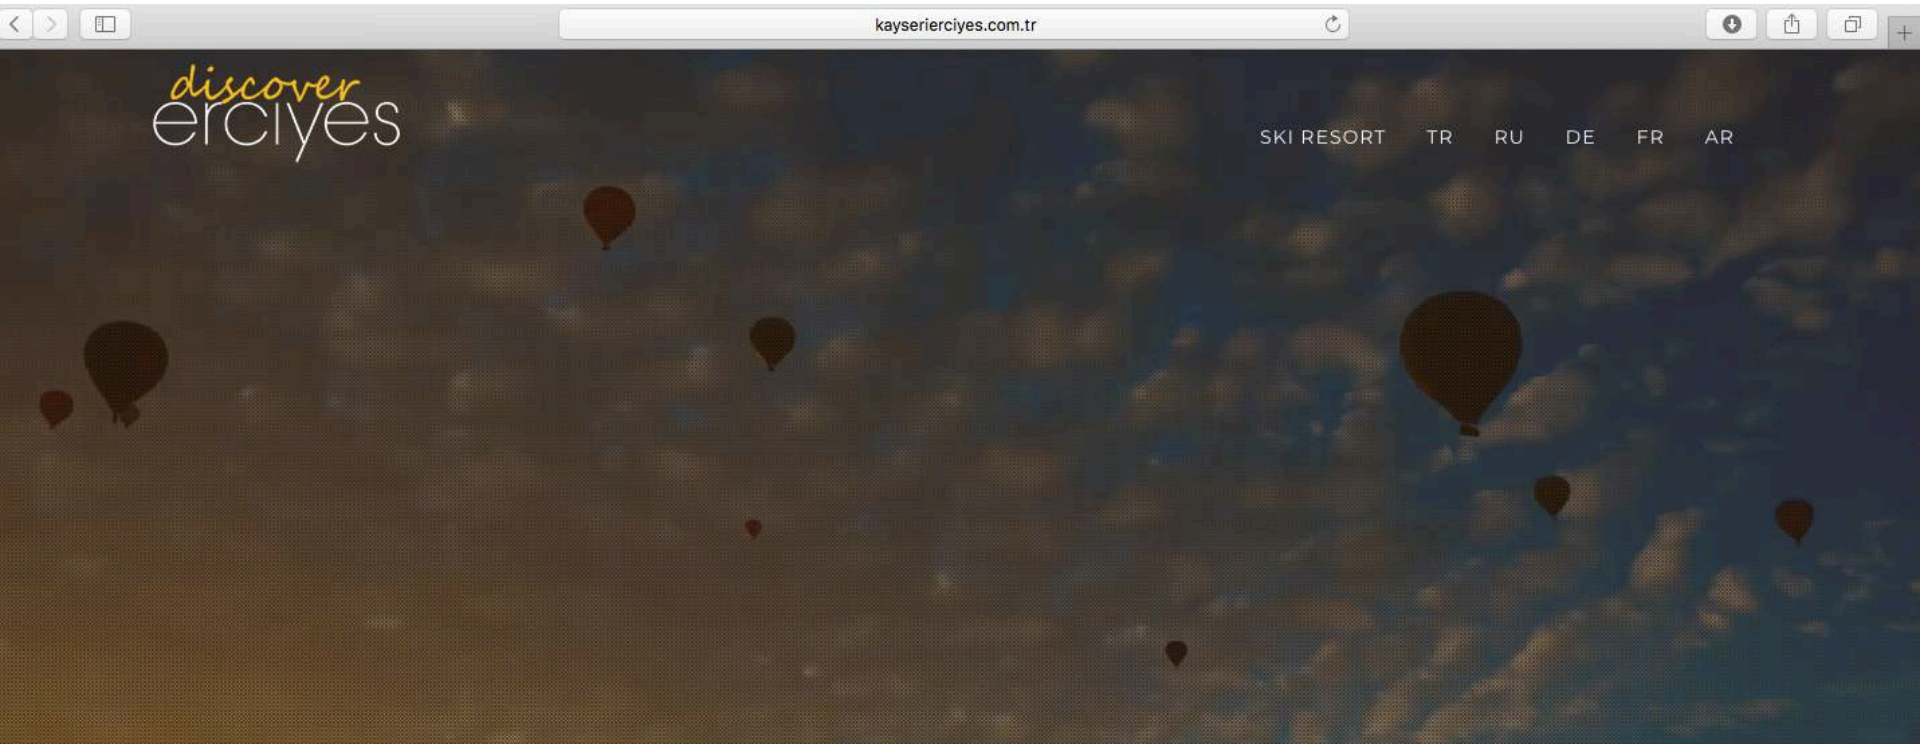 kayserierciyes.com.tr
discover
erciyes
SKI RESORT TR RU DE FR AR